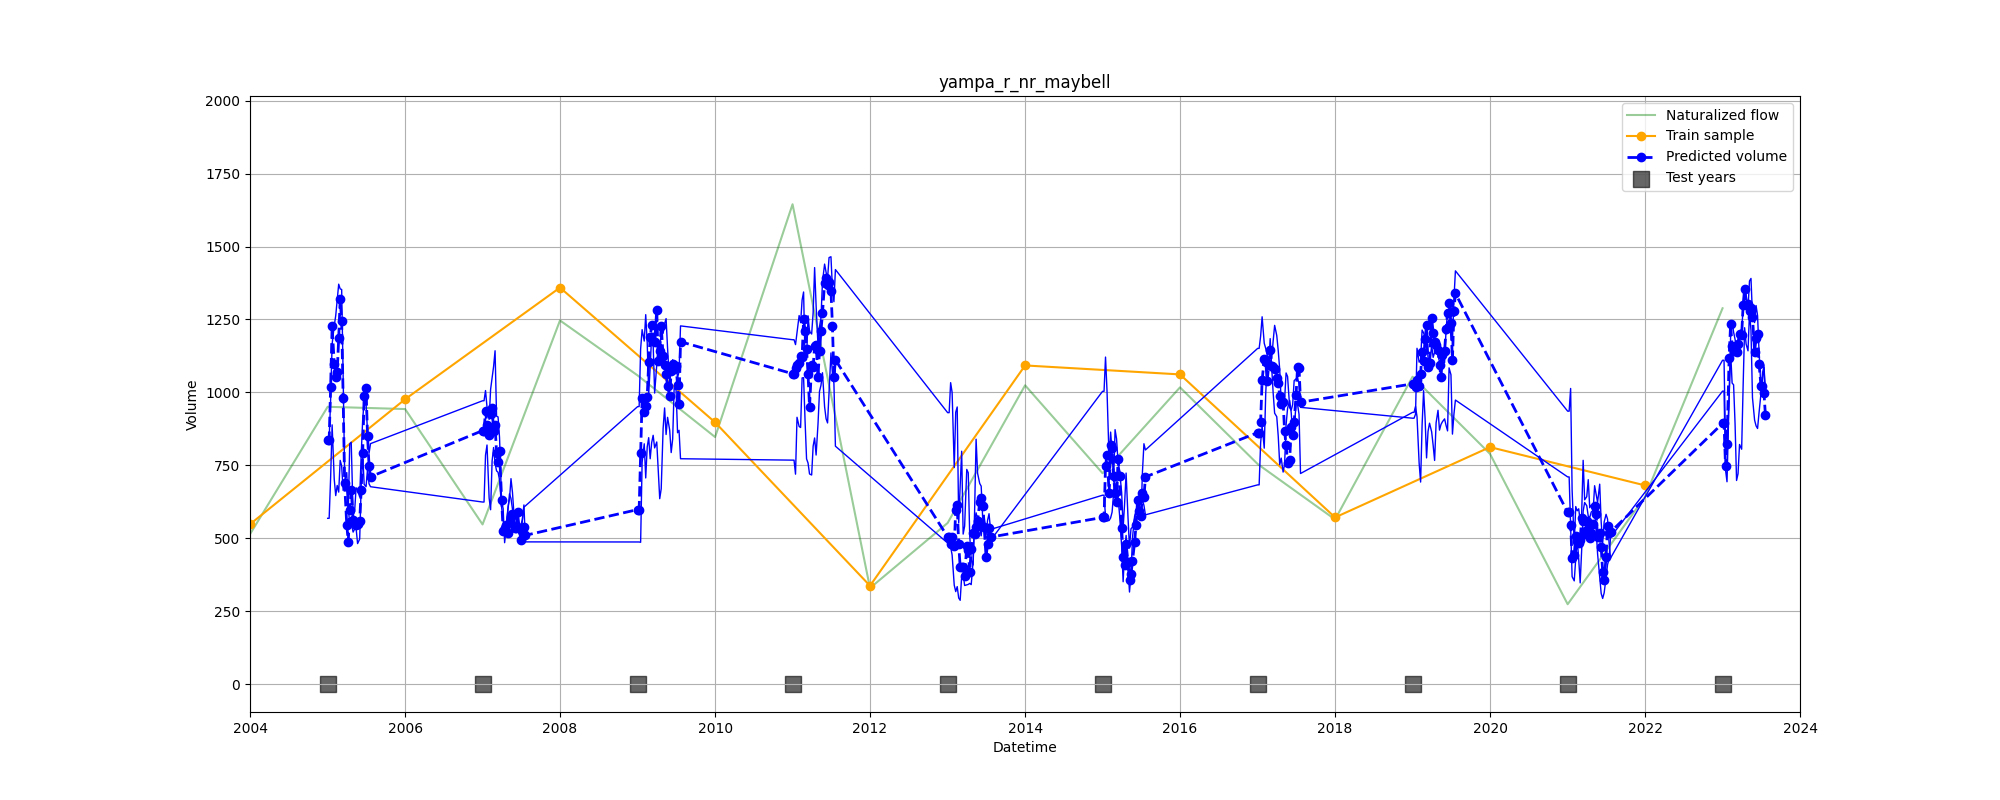 yampa_r_nr_maybell
2000
1750
1500
1250
1000
750
500
250
0
Volume
Naturalized flow
Train sample
Predicted volume
Test years
2004 2006 2008 2010 2012 2014 2016 2018 2020 2022 2024
Datetime